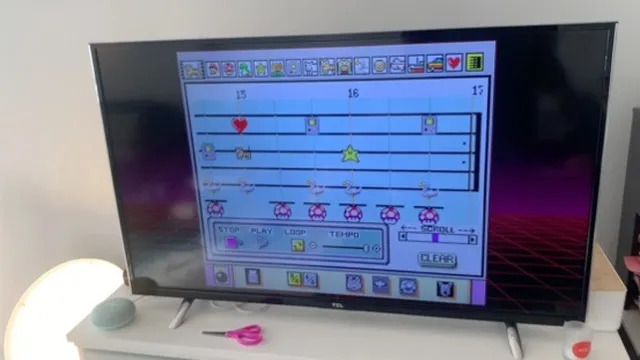 15 16 17
STOP PLAY LOOP TEMPO
SCROLL
CLEAR
TCL